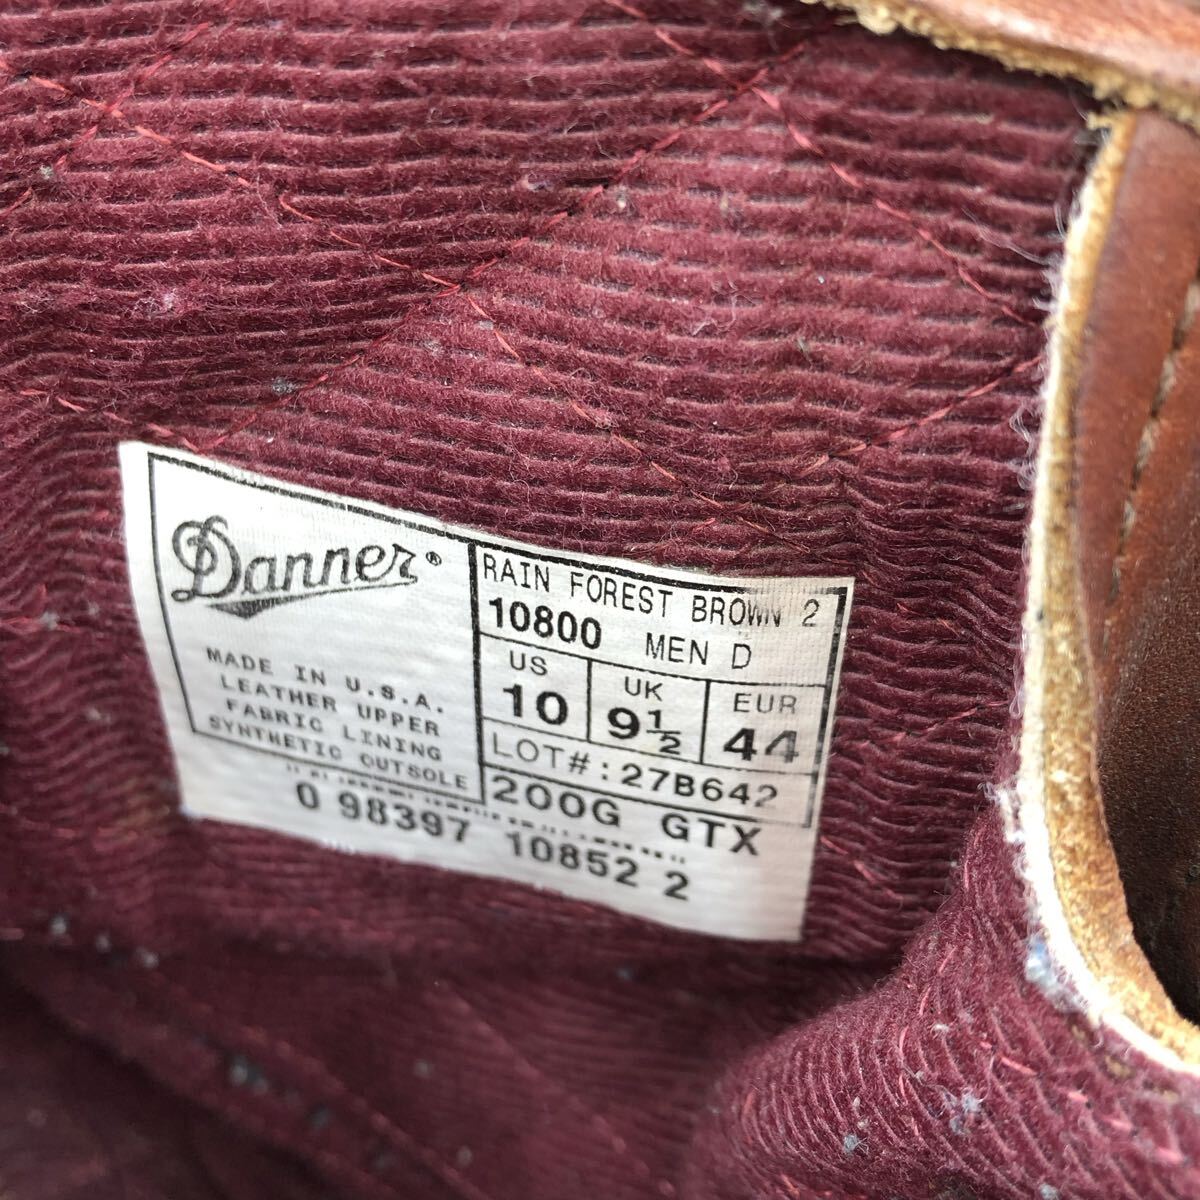 Danner®
MADE IN U.S.A.
LEATHER UPPER
FABRIC LINING
SYNTHETIC OUTSOLE
RAIN FOREST BROWN 2
10800 MEN D
US UK EUR
10 9½ 44
LOT#: 27B642
200G GTX
0 98397 10852 2